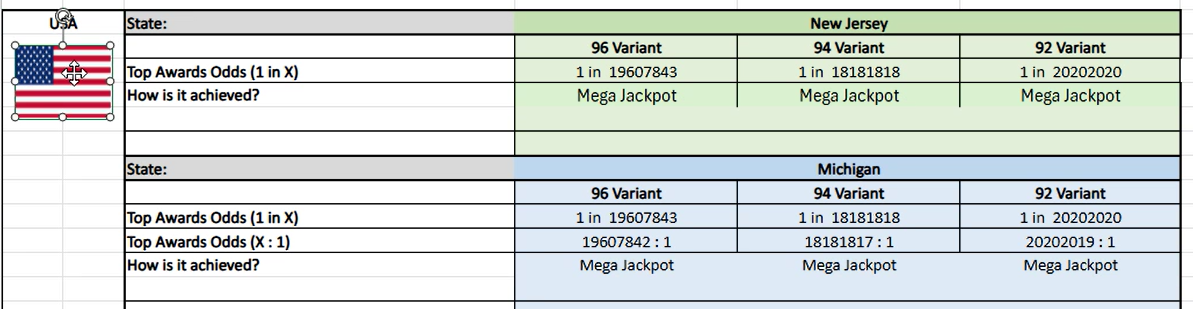 USA State: New Jersey
96 Variant 94 Variant 92 Variant
Top Awards Odds (1 in X) 1 in 19607843 1 in 18181818 1 in 20202020
How is it achieved? Mega Jackpot Mega Jackpot Mega Jackpot
State: Michigan
96 Variant 94 Variant 92 Variant
Top Awards Odds (1 in X) 1 in 19607843 1 in 18181818 1 in 20202020
Top Awards Odds (X : 1) 19607842 : 1 18181817 : 1 20202019 : 1
How is it achieved? Mega Jackpot Mega Jackpot Mega Jackpot